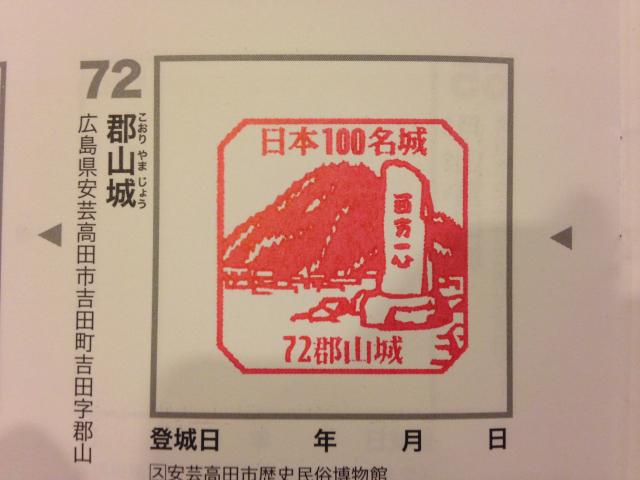 72
郡山城
こおり やま じょう
広島県安芸高田市吉田町吉田字郡山
日本100名城
百万一心
72郡山城
登城日 年 月 日
ス安芸高田市歴史民俗博物館